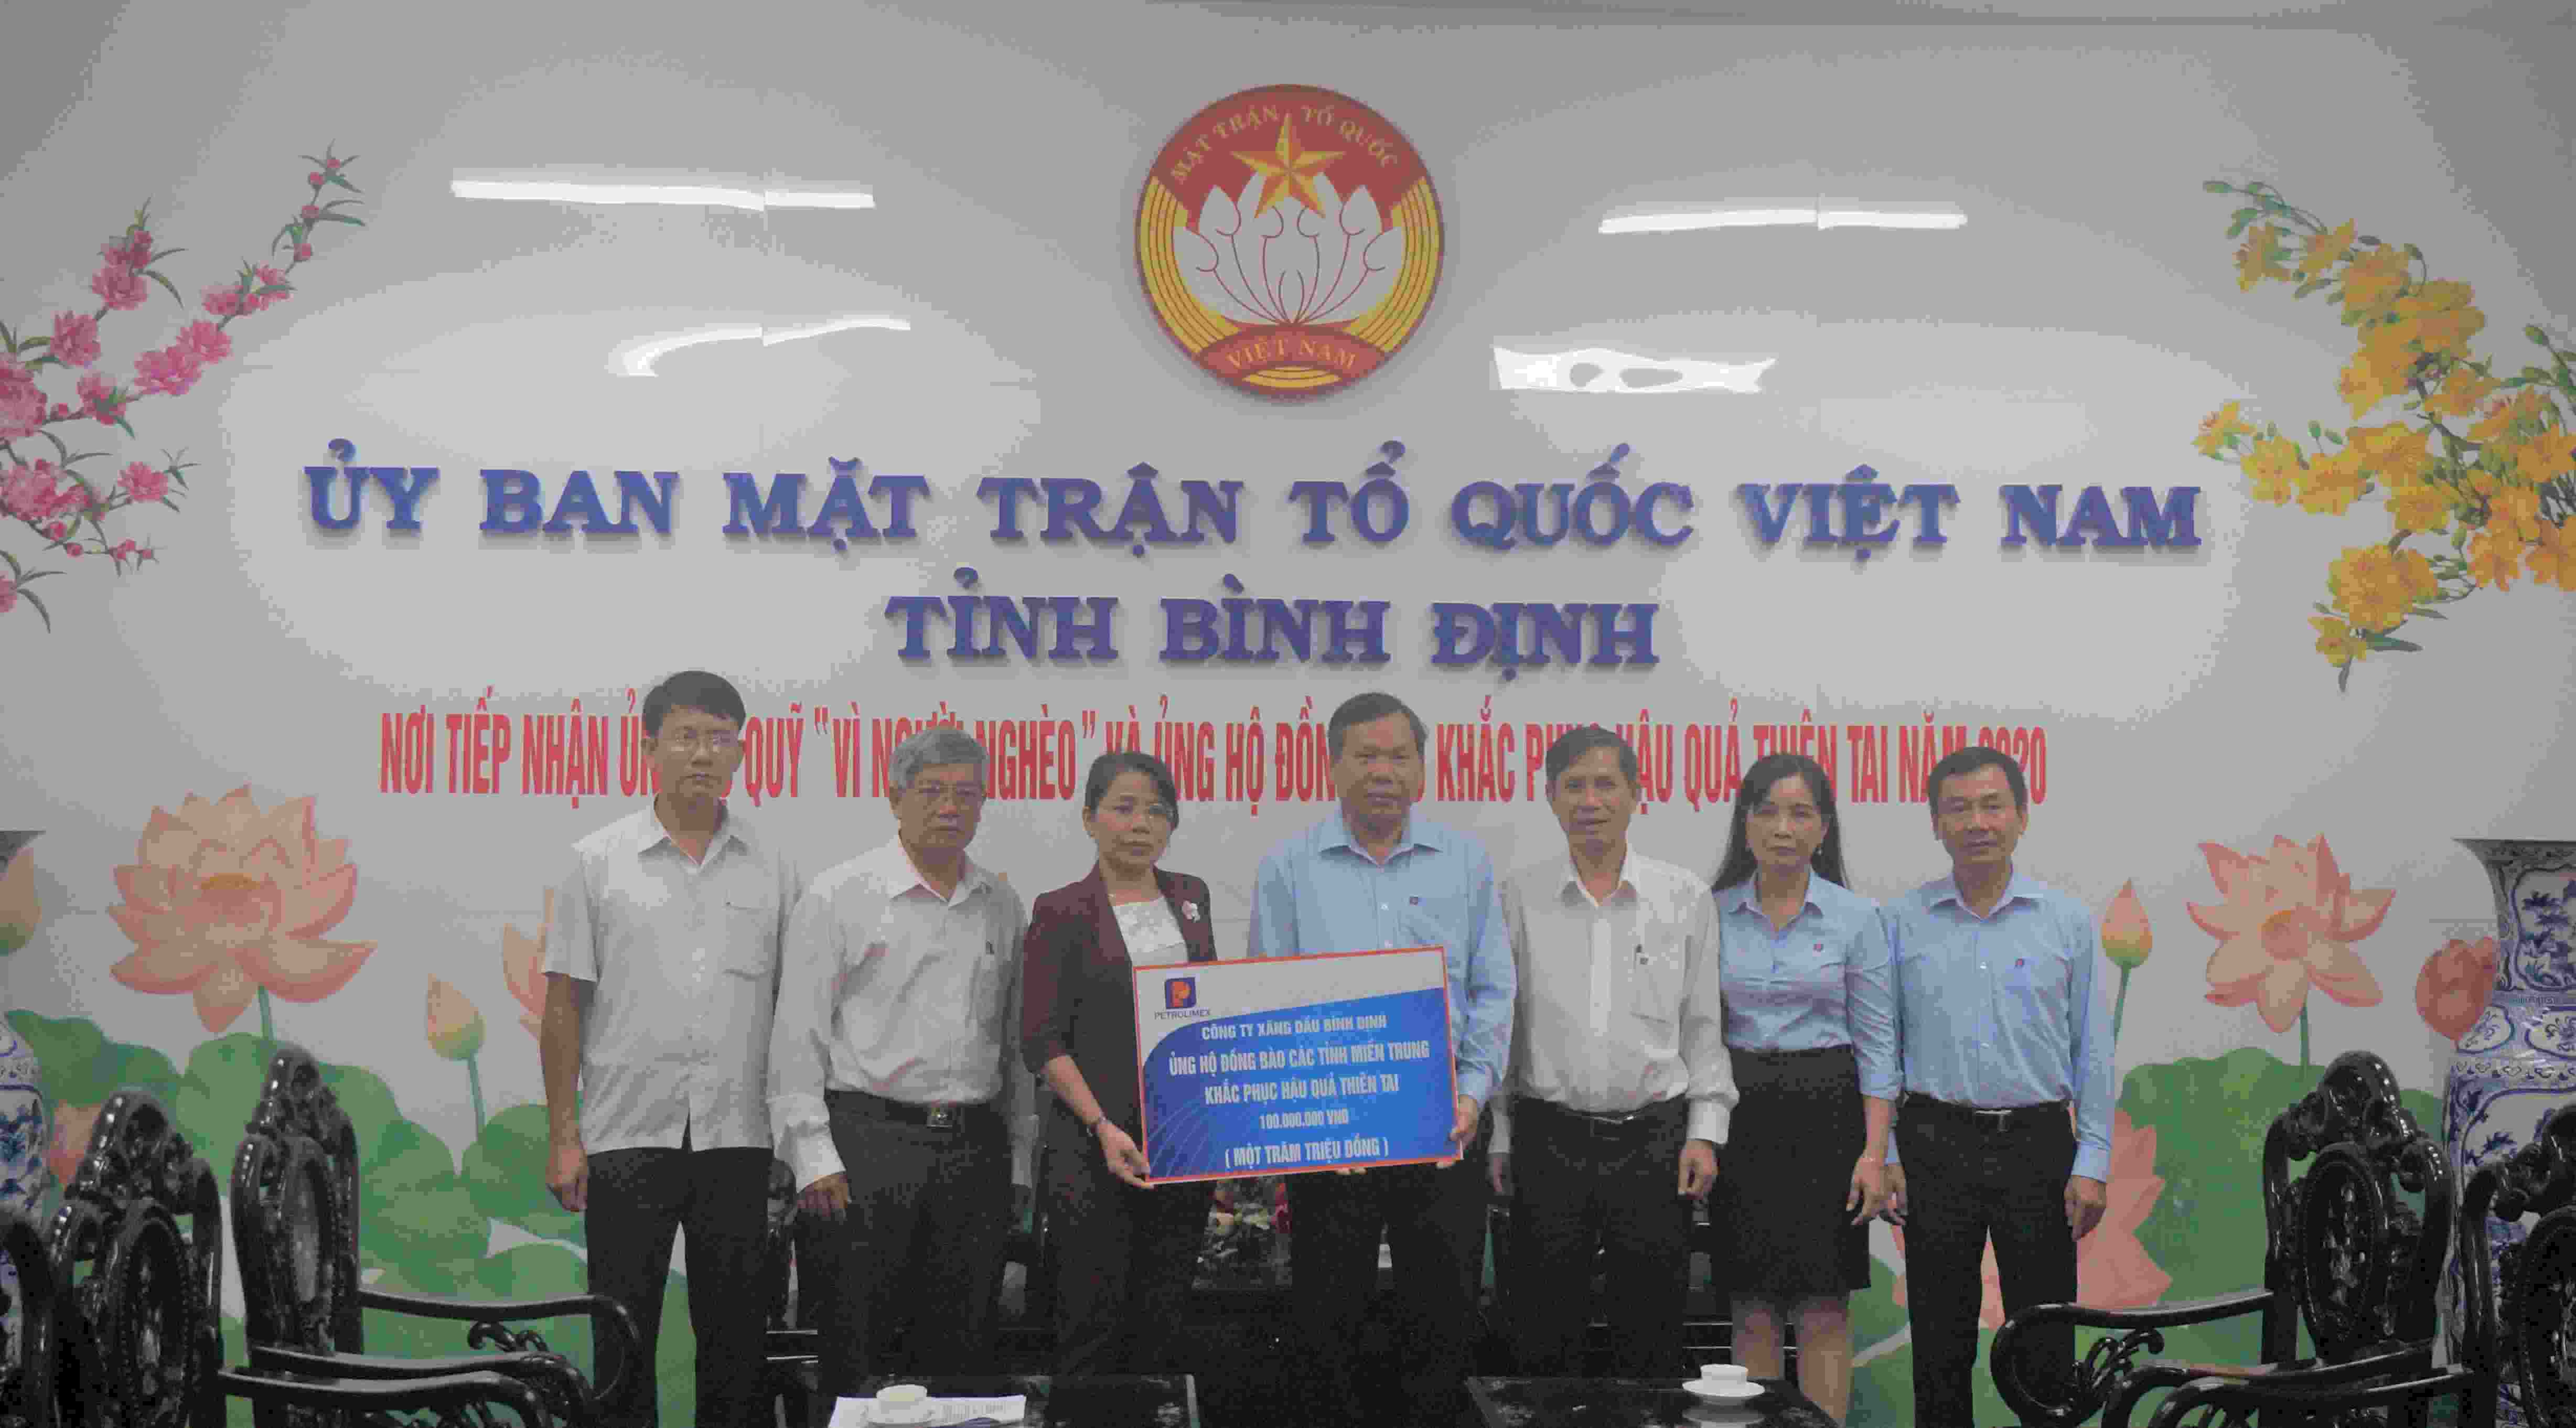 MẶT TRẬN TỔ QUỐC
VIỆT NAM
ỦY BAN MẶT TRẬN TỔ QUỐC VIỆT NAM
TỈNH BÌNH ĐỊNH
NƠI TIẾP NHẬN QUỸ "VÌ NGƯỜI NGHÈO" VÀ ỦNG HỘ KHẮC PHỤC HẬU QUẢ THIÊN TAI NĂM 2020
PETROLIMEX
CÔNG TY XĂNG DẦU BÌNH ĐỊNH
ỦNG HỘ ĐỒNG BÀO CÁC TỈNH MIỀN TRUNG
KHẮC PHỤC HẬU QUẢ THIÊN TAI
100.000.000 VNĐ
( MỘT TRĂM TRIỆU ĐỒNG )